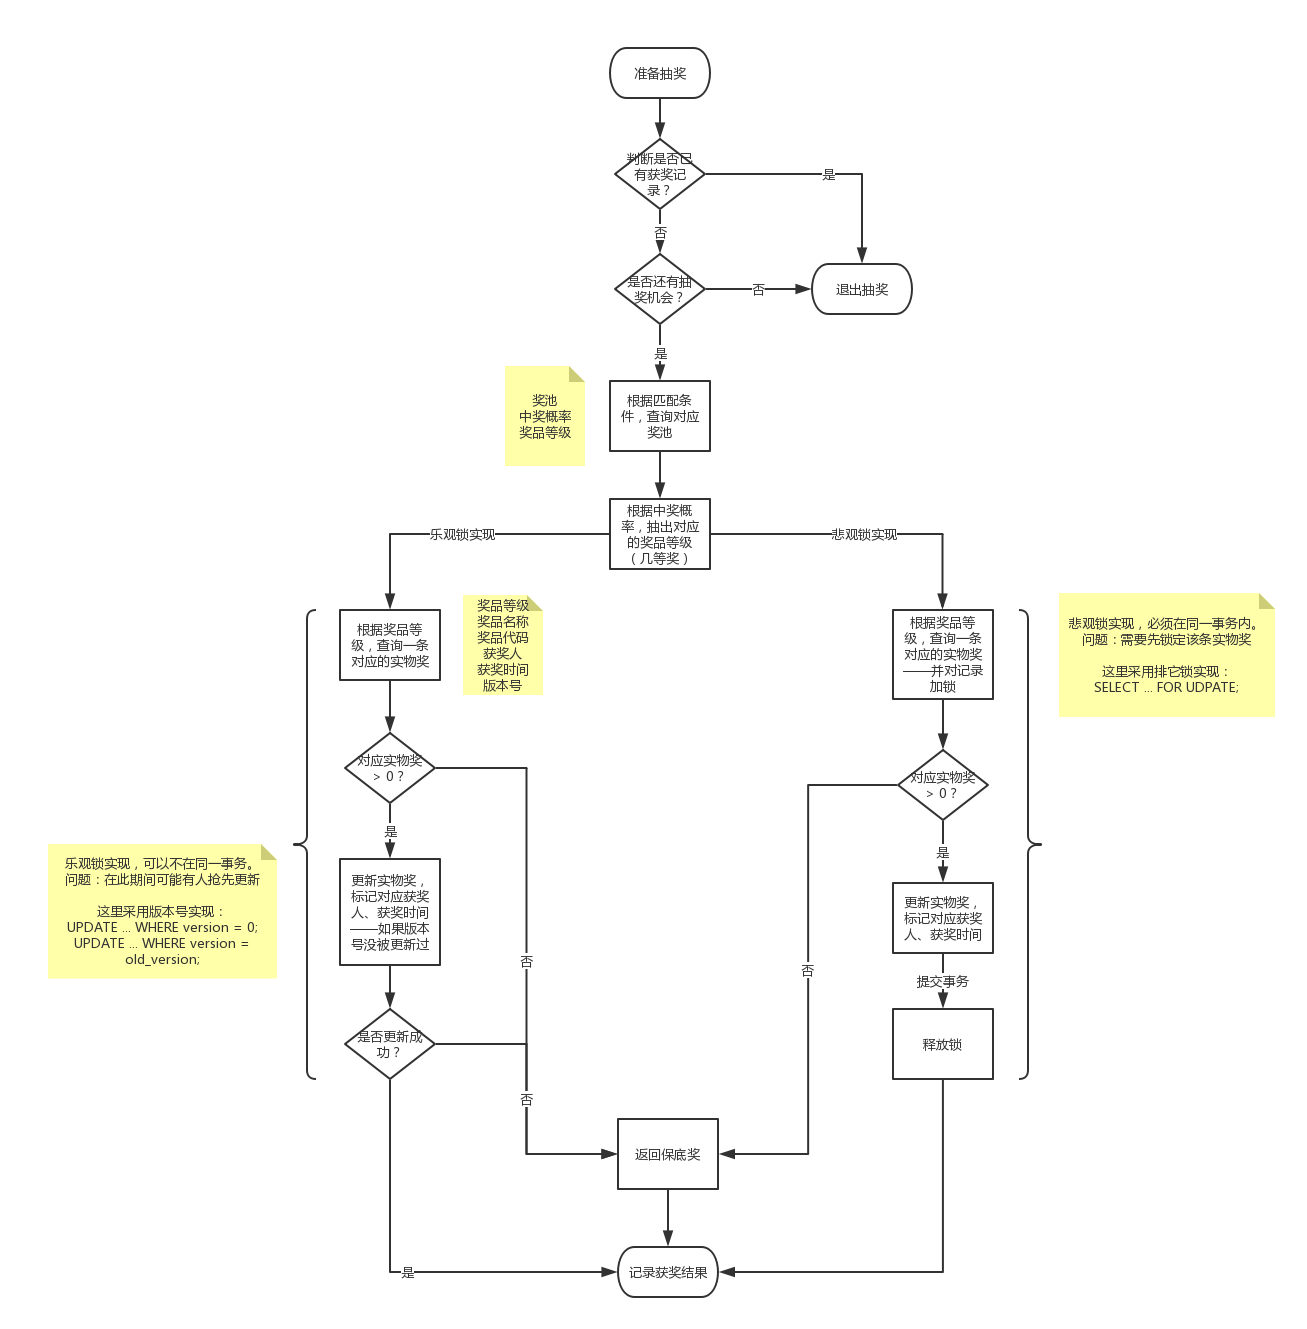 准备抽奖
判断是否已
有获奖记
录？
是
否
是否还有抽
奖机会？
否
退出抽奖
是
奖池
中奖概率
奖品等级
根据匹配条
件，查询对应
奖池
根据中奖概
率，抽出对应
的奖品等级
（几等奖）
乐观锁实现
悲观锁实现
根据奖品等
级，查询一条
对应的实物奖
奖品等级
奖品名称
奖品代码
获奖人
获奖时间
版本号
根据奖品等
级，查询一条
对应的实物奖
——并对记录
加锁
悲观锁实现，必须在同一事务内。
问题：需要先锁定该条实物奖
这里采用排它锁实现：
SELECT ... FOR UDPATE;
对应实物奖
> 0？
对应实物奖
> 0？
是
是
乐观锁实现，可以不在同一事务。
问题：在此期间可能有人抢先更新
这里采用版本号实现：
UPDATE ... WHERE version = 0;
UPDATE ... WHERE version =
old_version;
更新实物奖，
标记对应获奖
人、获奖时间
——如果版本
号没被更新过
更新实物奖，
标记对应获奖
人、获奖时间
否
否
提交事务
是否更新成
功？
释放锁
否
返回保底奖
是
记录获奖结果